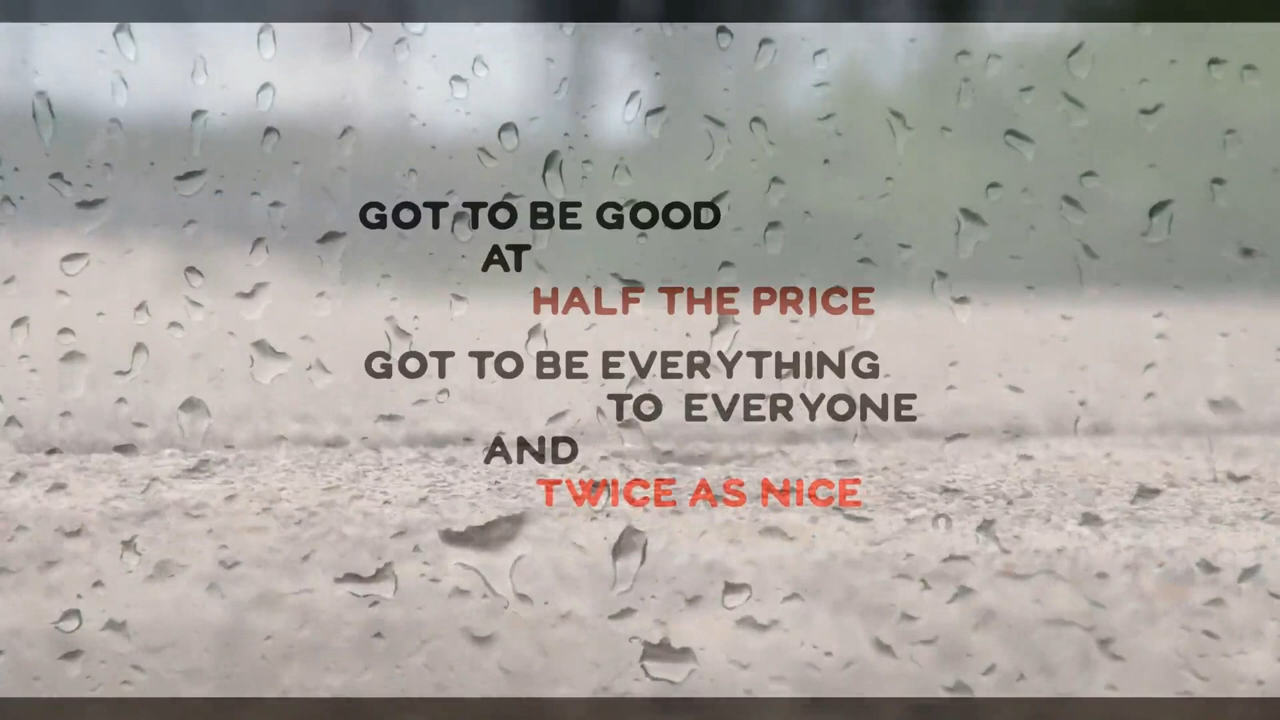 GOT TO BE GOOD
AT
HALF THE PRICE
GOT TO BE EVERYTHING
TO EVERYONE
AND
TWICE AS NICE